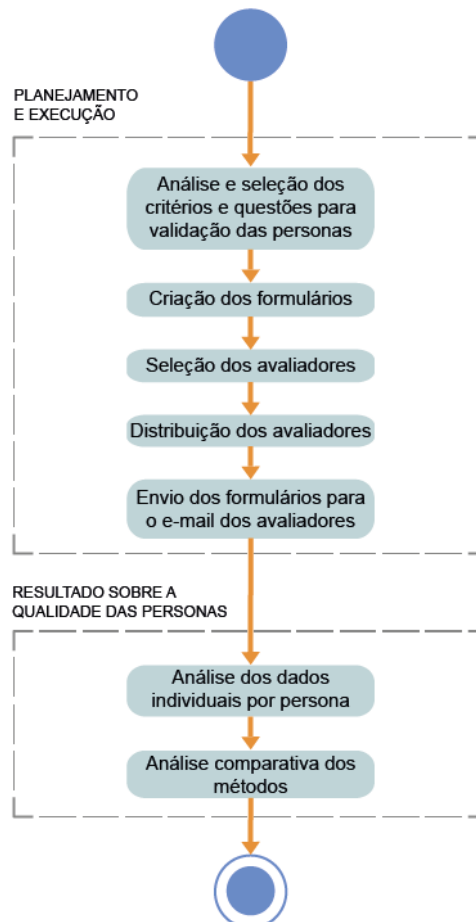 PLANEJAMENTO
E EXECUÇÃO
Análise e seleção dos
critérios e questões para
validação das personas
Criação dos formulários
Seleção dos avaliadores
Distribuição dos avaliadores
Envio dos formulários para
o e-mail dos avaliadores
RESULTADO SOBRE A
QUALIDADE DAS PERSONAS
Análise dos dados
individuais por persona
Análise comparativa dos
métodos